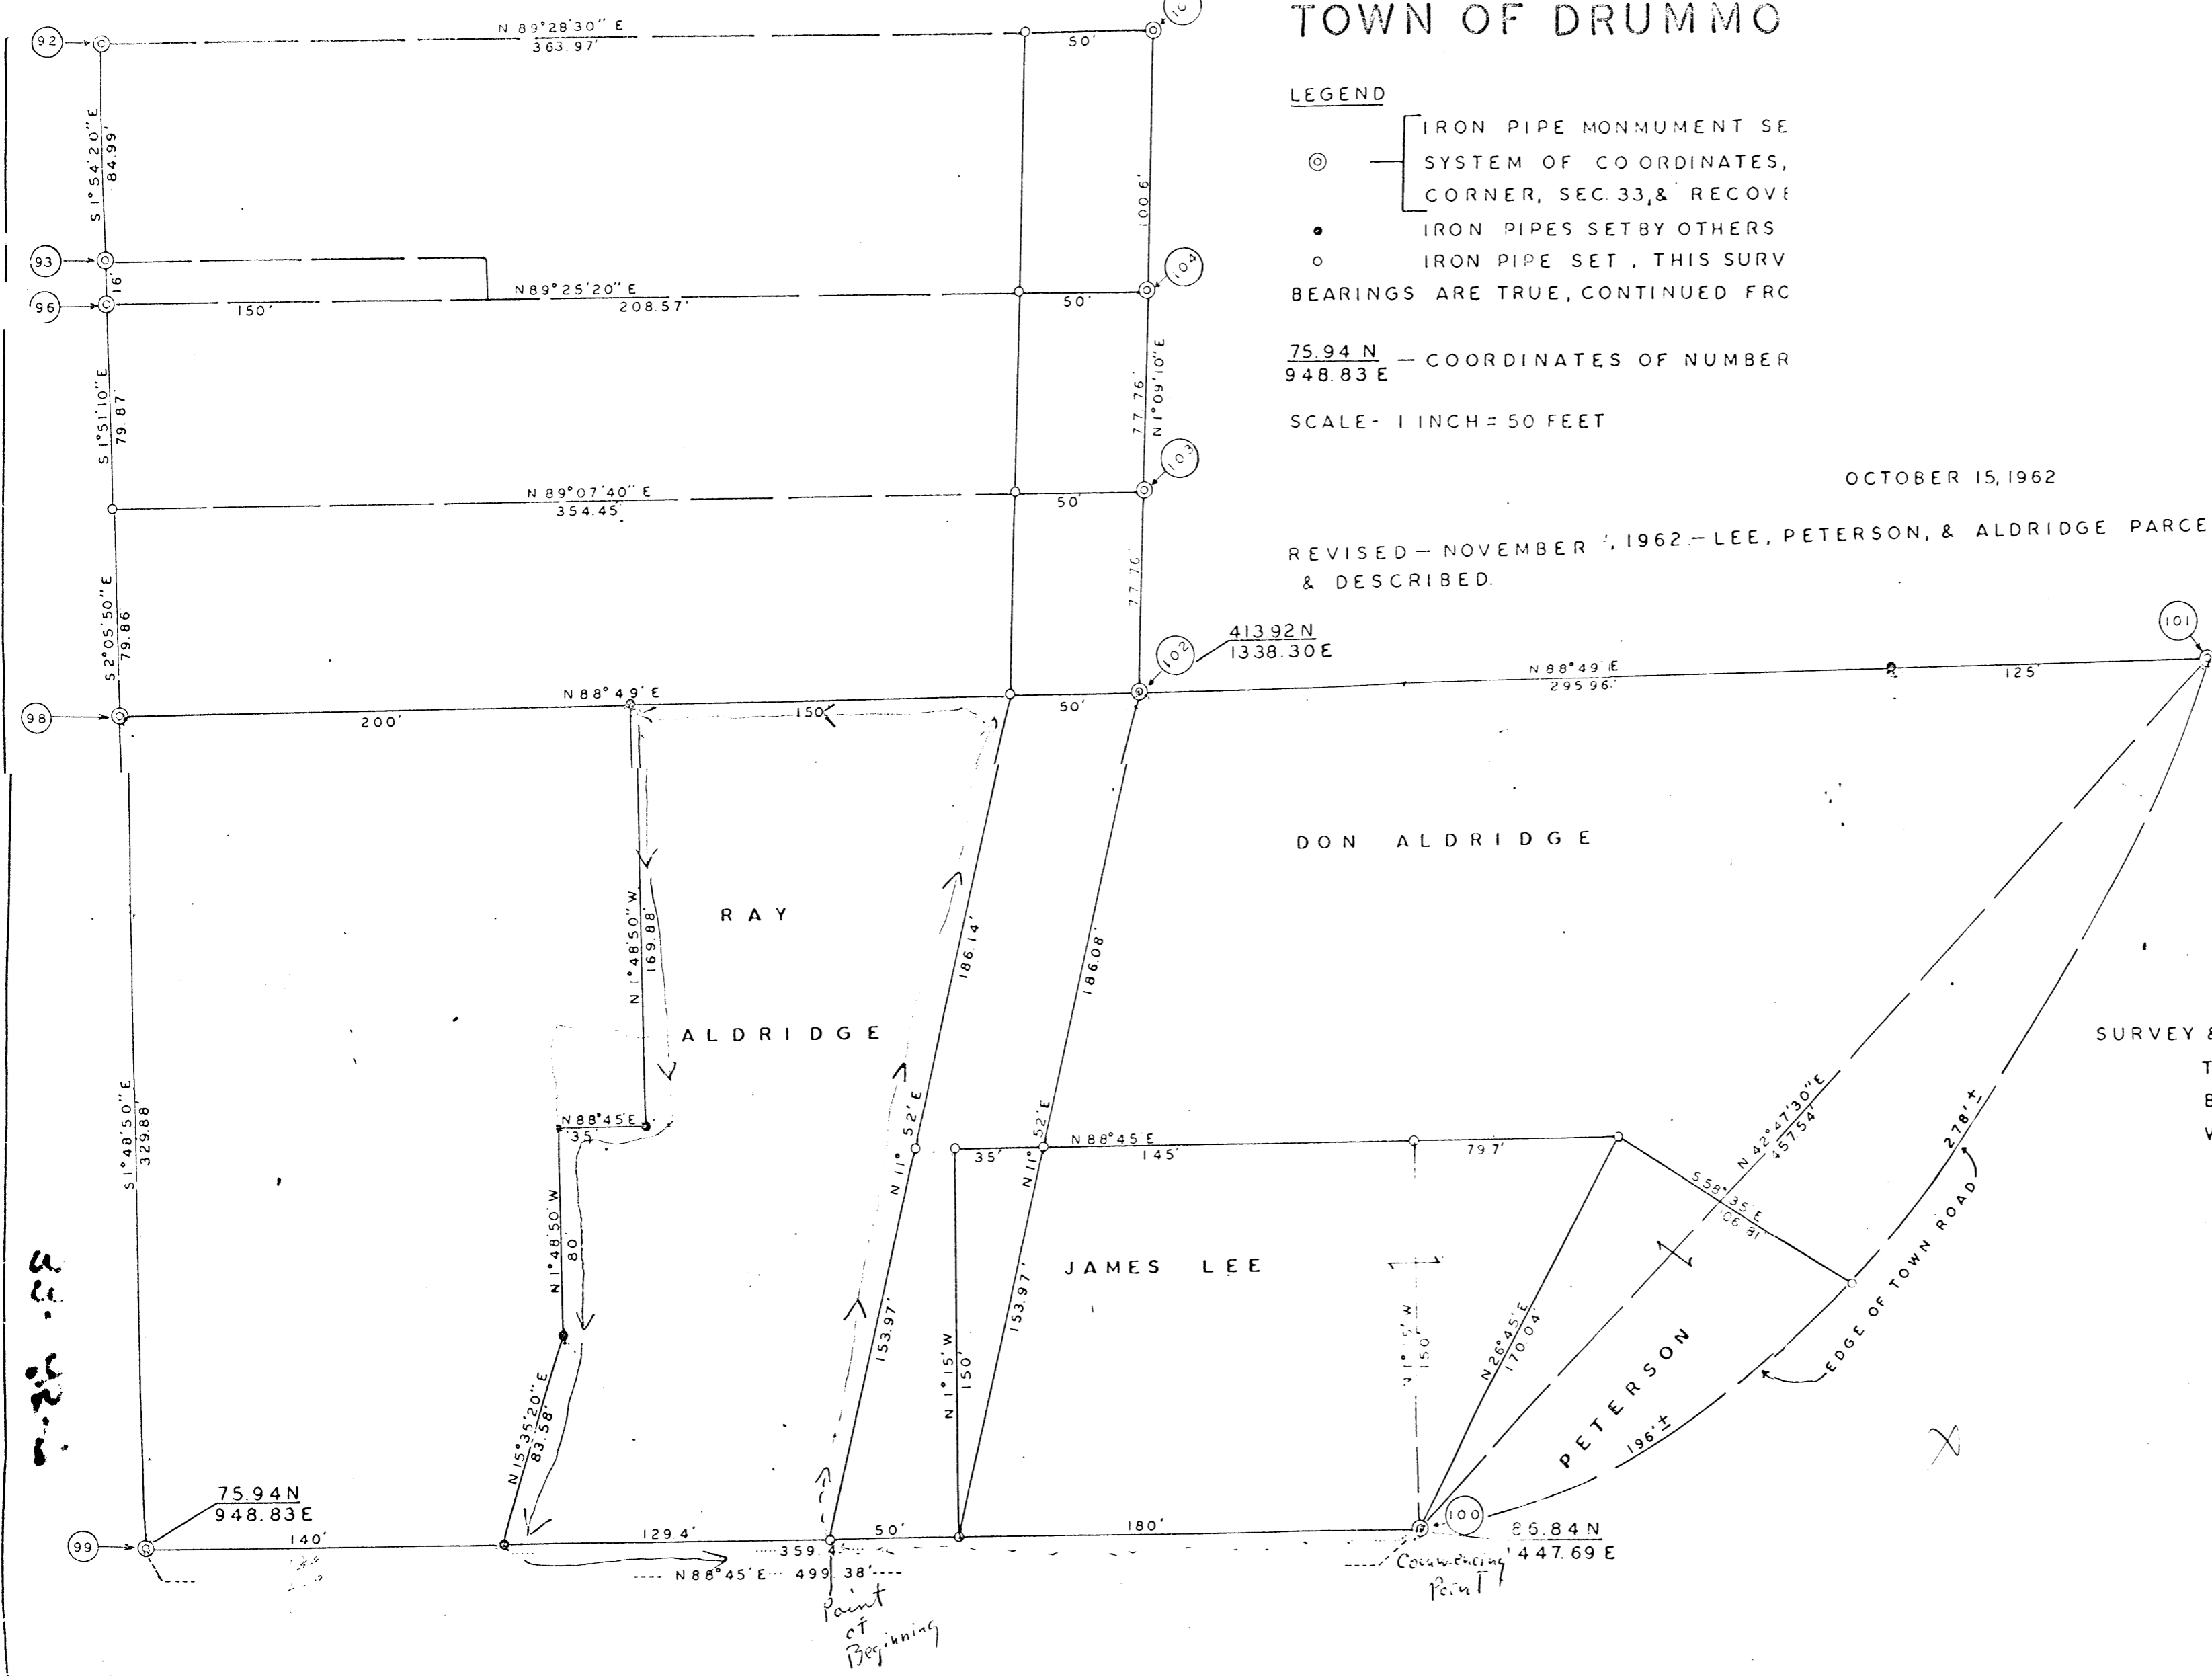 TOWN OF DRUMMO
LEGEND
IRON PIPE MONMUMENT SE
SYSTEM OF COORDINATES,
CORNER, SEC. 33, & RECOVE
IRON PIPES SET BY OTHERS
IRON PIPE SET , THIS SURV
BEARINGS ARE TRUE, CONTINUED FRO
75.94 N
948.83 E
— COORDINATES OF NUMBER
SCALE - 1 INCH = 50 FEET
OCTOBER 15, 1962
REVISED — NOVEMBER , 1962.— LEE, PETERSON, & ALDRIDGE PARCE
& DESCRIBED.
92
N 89°28'30" E
363.97'
50'
S 1°54'20" E
84.99'
100.6'
93
16'
96
150'
N89°25'20" E
208.57'
50'
104
S 1°51'10" E
79.87'
77.76'
N 1°09'10" E
103
N 89°07'40" E
354.45'
50'
S 2°05'50" E
79.86'
77.76'
413.92 N
1338.30 E
102
101
98
200'
N 88°49' E
150'
50'
N 88°49' E
295.96'
125'
DON ALDRIDGE
RAY
ALDRIDGE
N 1°48'50" W
169.88'
186.14'
186.08'
SURVEY &
S 1°48'50" E
329.88'
N 88°45' E
35'
N 11° 52' E
N 11° 52' E
35'
N 88°45' E
145'
79.7'
N 42°47'30" E
457.54'
278' ±
S 58°35' E
106.81'
N 1°48'50" W
80'
JAMES LEE
153.97'
153.97'
N 1°15' W
150'
150'
N 26°45' E
170.04'
PETERSON
EDGE OF TOWN ROAD
196' ±
N 15°35'20" E
83.58'
75.94 N
948.83 E
99
140'
129.4'
50'
180'
100
86.84 N
1447.69 E
359.4
N88°45'E 499.38'
Commencing
Point
Point
of
Beginning